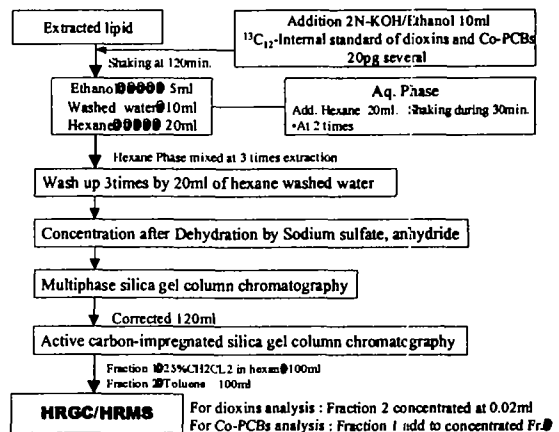 Extracted lipid
Addition 2N-KOH/Ethanol 10ml
¹³C₁₂-Internal standard of dioxins and Co-PCBs
20pg several
Shaking at 120min.
Ethanol 5ml
Washed water 10ml
Hexane 20ml
Aq. Phase
Add. Hexane 20ml. Shaking during 30min.
•At 2 times
Hexane Phase mixed at 3 times extraction
Wash up 3times by 20ml of hexane washed water
Concentration after Dehydration by Sodium sulfate, anhydride
Multiphase silica gel column chromatography
Corrected 120ml
Active carbon-impregnated silica gel column chromatography
Fraction 1 25%CH2CL2 in hexan 100ml
Fraction 2 Toluene 100ml
HRGC/HRMS
For dioxins analysis : Fraction 2 concentrated at 0.02ml
For Co-PCBs analysis : Fraction 1 add to concentrated Fr.